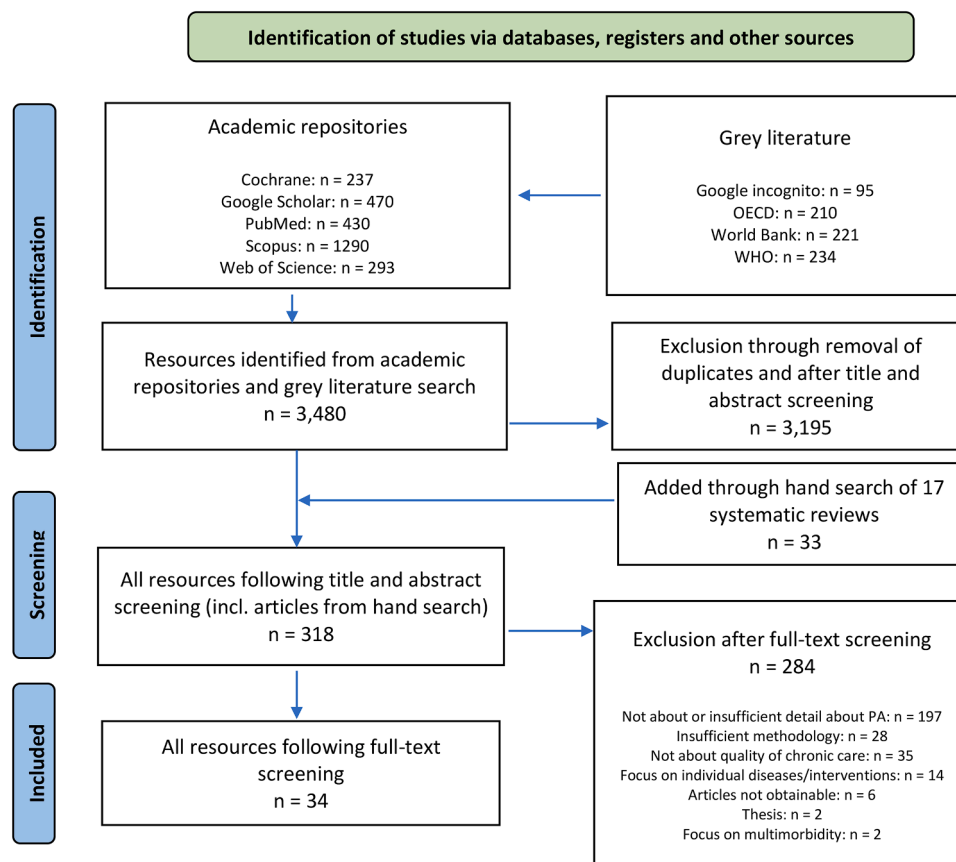 Identification of studies via databases, registers and other sources
Identification
Academic repositories
Cochrane: n = 237
Google Scholar: n = 470
PubMed: n = 430
Scopus: n = 1290
Web of Science: n = 293
Grey literature
Google incognito: n = 95
OECD: n = 210
World Bank: n = 221
WHO: n = 234
Resources identified from academic
repositories and grey literature search
n = 3,480
Exclusion through removal of
duplicates and after title and
abstract screening
n = 3,195
Screening
Added through hand search of 17
systematic reviews
n = 33
All resources following title and abstract
screening (incl. articles from hand search)
n = 318
Exclusion after full-text screening
n = 284
Not about or insufficient detail about PA: n = 197
Insufficient methodology: n = 28
Not about quality of chronic care: n = 35
Focus on individual diseases/interventions: n = 14
Articles not obtainable: n = 6
Thesis: n = 2
Focus on multimorbidity: n = 2
Included
All resources following full-text
screening
n = 34